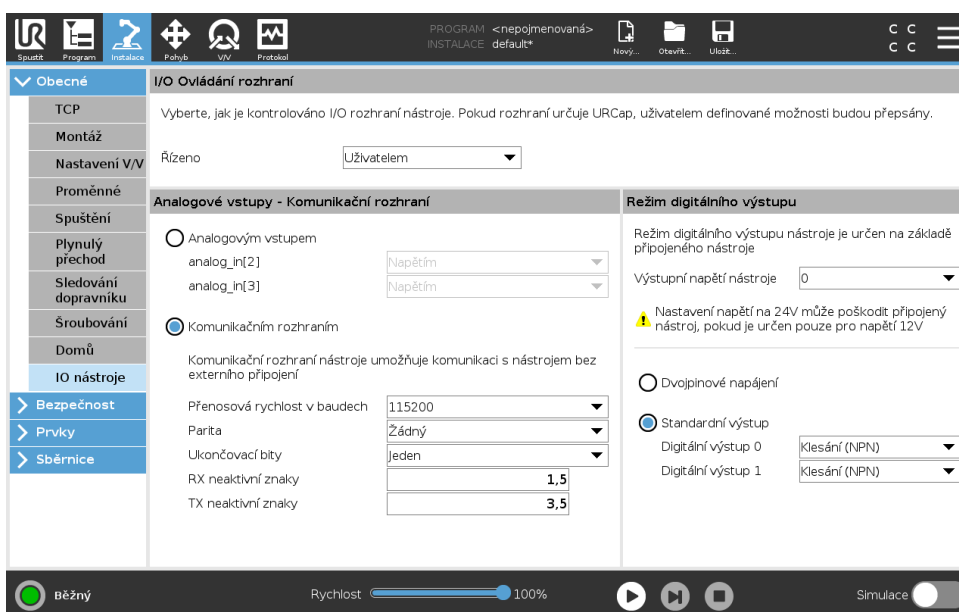 UR
PROGRAM <nepojmenovaná>
INSTALACE default*
Spustit Program Instalace Pohyb V/V Protokol
Nový... Otevřít... Uložit...
C C
C C
Obecné
TCP
Montáž
Nastavení V/V
Proměnné
Spuštění
Plynulý
přechod
Sledování
dopravníku
Šroubování
Domů
IO nástroje
Bezpečnost
Prvky
Sběrnice
I/O Ovládání rozhraní
Vyberte, jak je kontrolováno I/O rozhraní nástroje. Pokud rozhraní určuje URCap, uživatelem definované možnosti budou přepsány.
Řízeno Uživatelem
Analogové vstupy - Komunikační rozhraní
Analogovým vstupem
analog_in[2] Napětím
analog_in[3] Napětím
Komunikačním rozhraním
Komunikační rozhraní nástroje umožňuje komunikaci s nástrojem bez
externího připojení
Přenosová rychlost v baudech 115200
Parita Žádný
Ukončovací bity Jeden
RX neaktivní znaky 1,5
TX neaktivní znaky 3,5
Režim digitálního výstupu
Režim digitálního výstupu nástroje je určen na základě
připojeného nástroje
Výstupní napětí nástroje 0
Nastavení napětí na 24V může poškodit připojený
nástroj, pokud je určen pouze pro napětí 12V
Dvojpinové napájení
Standardní výstup
Digitální výstup 0 Klesání (NPN)
Digitální výstup 1 Klesání (NPN)
Běžný Rychlost 100% Simulace